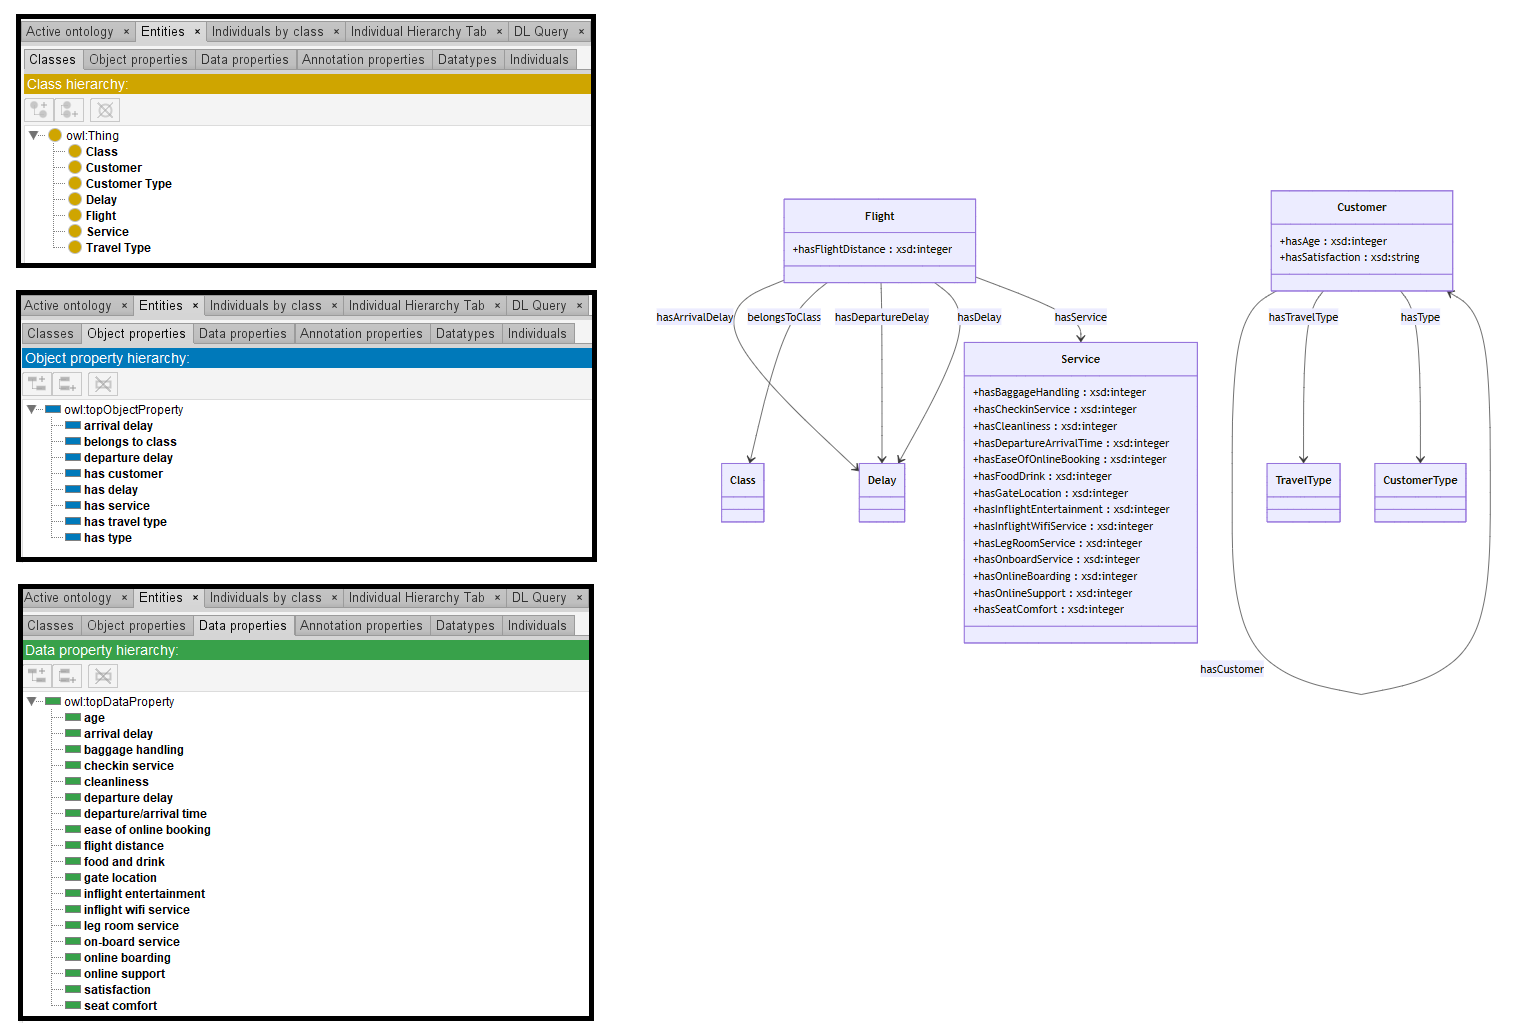 Active ontology × Entities × Individuals by class × Individual Hierarchy Tab × DL Query ×
Classes Object properties Data properties Annotation properties Datatypes Individuals
Class hierarchy:
owl:Thing
Class
Customer
Customer Type
Delay
Flight
Service
Travel Type
Active ontology × Entities × Individuals by class × Individual Hierarchy Tab × DL Query ×
Classes Object properties Data properties Annotation properties Datatypes Individuals
Object property hierarchy:
owl:topObjectProperty
arrival delay
belongs to class
departure delay
has customer
has delay
has service
has travel type
has type
Active ontology × Entities × Individuals by class × Individual Hierarchy Tab × DL Query ×
Classes Object properties Data properties Annotation properties Datatypes Individuals
Data property hierarchy:
owl:topDataProperty
age
arrival delay
baggage handling
checkin service
cleanliness
departure delay
departure/arrival time
ease of online booking
flight distance
food and drink
gate location
inflight entertainment
inflight wifi service
leg room service
on-board service
online boarding
online support
satisfaction
seat comfort
Flight
+hasFlightDistance : xsd:integer
hasArrivalDelay
belongsToClass
hasDepartureDelay
hasDelay
hasService
Class
Delay
Service
+hasBaggageHandling : xsd:integer
+hasCheckinService : xsd:integer
+hasCleanliness : xsd:integer
+hasDepartureArrivalTime : xsd:integer
+hasEaseOfOnlineBooking : xsd:integer
+hasFoodDrink : xsd:integer
+hasGateLocation : xsd:integer
+hasInflightEntertainment : xsd:integer
+hasInflightWifiService : xsd:integer
+hasLegRoomService : xsd:integer
+hasOnboardService : xsd:integer
+hasOnlineBoarding : xsd:integer
+hasOnlineSupport : xsd:integer
+hasSeatComfort : xsd:integer
Customer
+hasAge : xsd:integer
+hasSatisfaction : xsd:string
hasTravelType
hasType
TravelType
CustomerType
hasCustomer